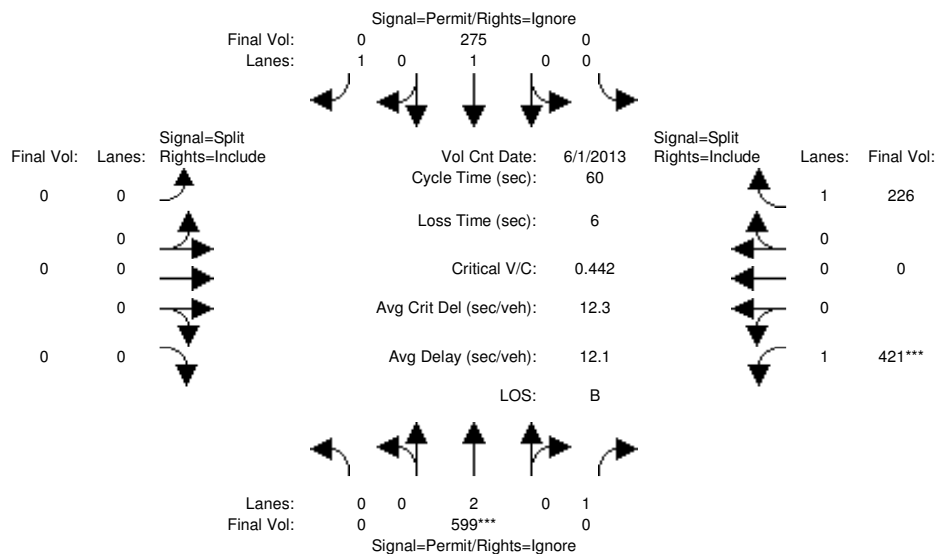 Signal=Permit/Rights=Ignore
Final Vol: 0 275 0
Lanes: 1 0 1 0 0
Signal=Split
Rights=Include
Final Vol: Lanes:
Vol Cnt Date: 6/1/2013
Signal=Split
Rights=Include
Lanes: Final Vol:
Cycle Time (sec): 60
0 0
1 226
Loss Time (sec): 6
0
0
0 0
Critical V/C: 0.442
0 0
0
Avg Crit Del (sec/veh): 12.3
0
0 0
Avg Delay (sec/veh): 12.1
1 421***
LOS: B
Lanes: 0 0 2 0 1
Final Vol: 0 599*** 0
Signal=Permit/Rights=Ignore